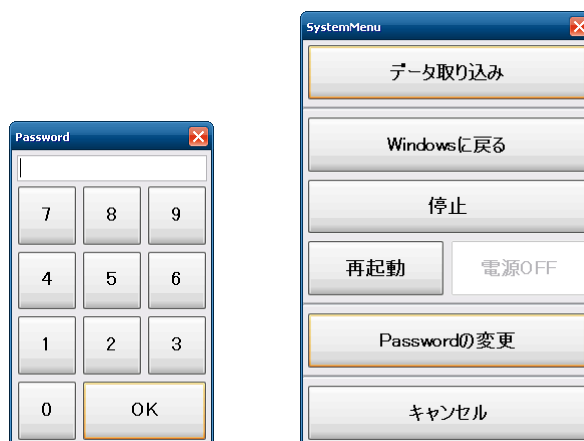 Password
7 8 9
4 5 6
1 2 3
0 OK
SystemMenu
データ取り込み
Windowsに戻る
停止
再起動 電源OFF
Passwordの変更
キャンセル